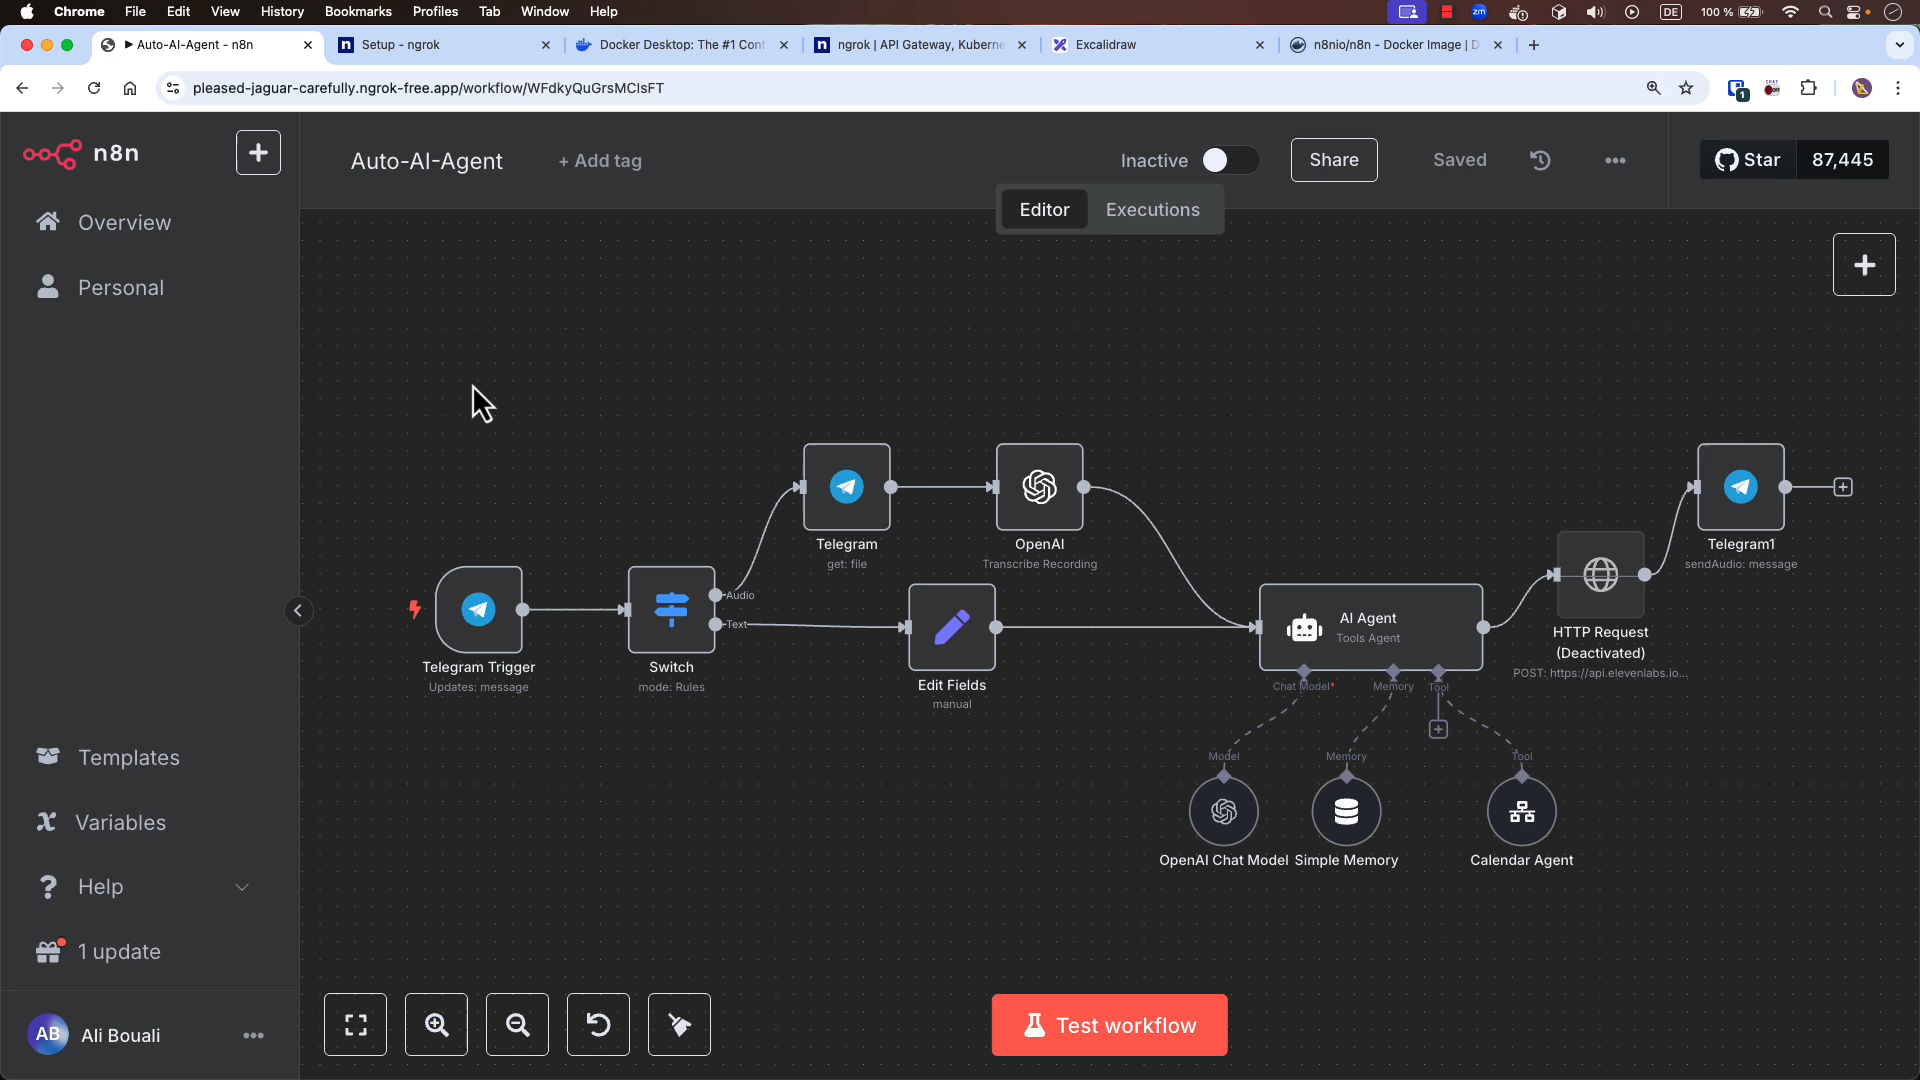 Chrome File Edit View History Bookmarks Profiles Tab Window Help zm DE 100 %
Auto-AI-Agent - n8n
Setup - ngrok
Docker Desktop: The #1 Cont
ngrok | API Gateway, Kuberne
Excalidraw
n8nio/n8n - Docker Image | D
pleased-jaguar-carefully.ngrok-free.app/workflow/WFdkyQuGrsMCIsFT
1
n8n
Auto-AI-Agent
+ Add tag
Inactive
Share
Saved
Star
87,445
Editor
Executions
Overview
Personal
Templates
Variables
Help
1 update
AB
Ali Bouali
Telegram
get: file
OpenAI
Transcribe Recording
Telegram1
sendAudio: message
Audio
Text
Telegram Trigger
Updates: message
Switch
mode: Rules
Edit Fields
manual
AI Agent
Tools Agent
Chat Model*
Memory
Tool
HTTP Request
(Deactivated)
POST: https://api.elevenlabs.io...
Model
Memory
Tool
OpenAI Chat Model
Simple Memory
Calendar Agent
Test workflow